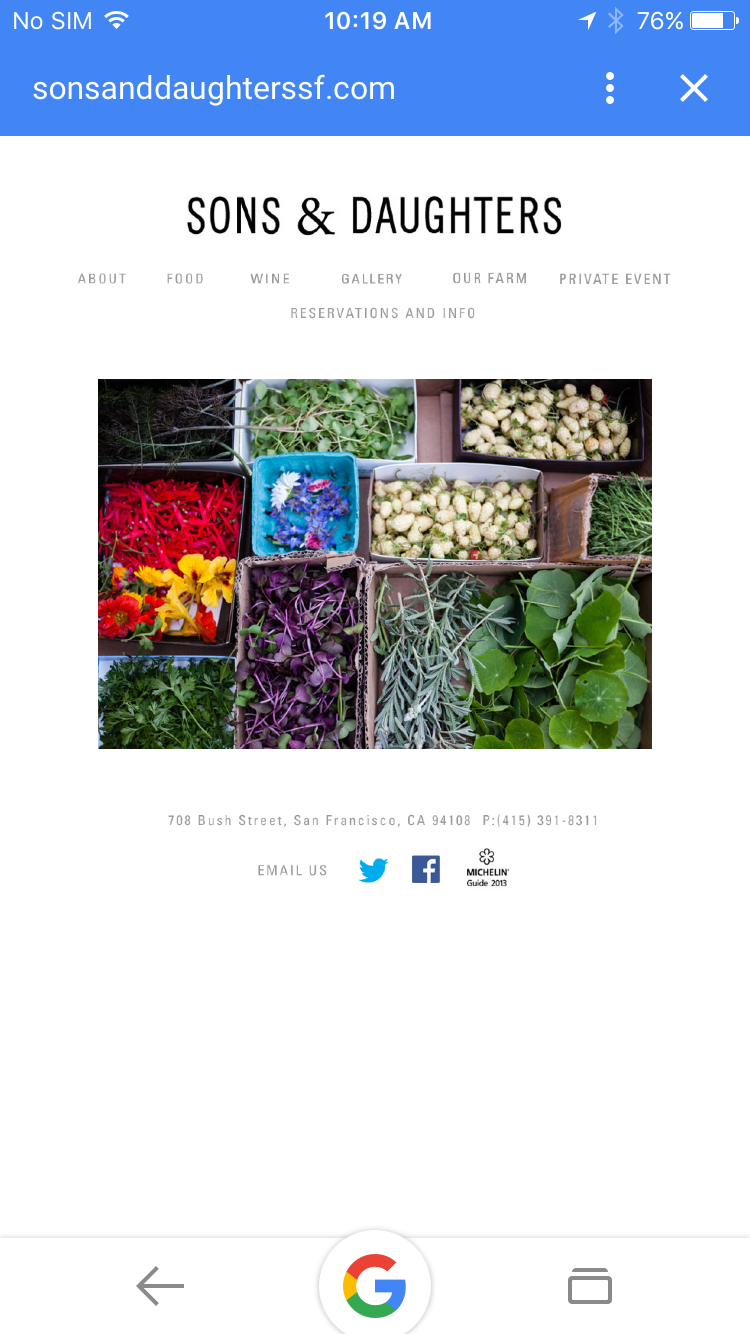 No SIM 10:19 AM 76%
sonsanddaughterssf.com
SONS & DAUGHTERS
ABOUT FOOD WINE GALLERY OUR FARM PRIVATE EVENT
RESERVATIONS AND INFO
708 Bush Street, San Francisco, CA 94108 P:(415) 391-8311
EMAIL US
MICHELIN
Guide 2013